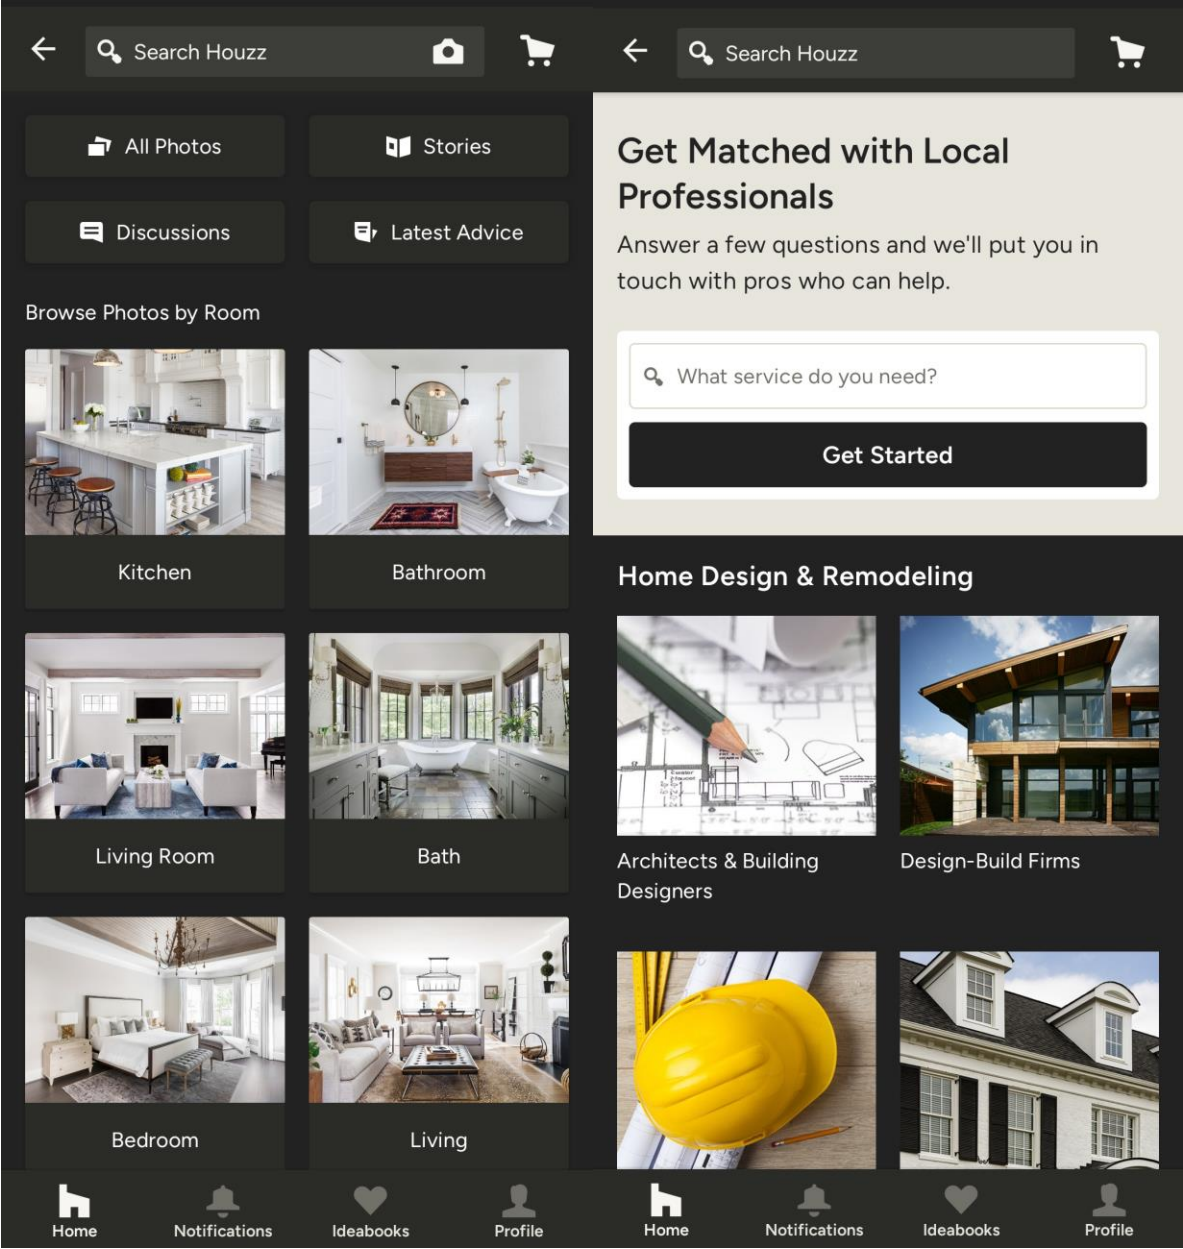 Search Houzz
All Photos
Stories
Discussions
Latest Advice
Browse Photos by Room
Kitchen
Bathroom
Living Room
Bath
Bedroom
Living
Home
Notifications
Ideabooks
Profile
Search Houzz
Get Matched with Local
Professionals
Answer a few questions and we'll put you in
touch with pros who can help.
What service do you need?
Get Started
Home Design & Remodeling
Architects & Building
Designers
Design-Build Firms
Home
Notifications
Ideabooks
Profile